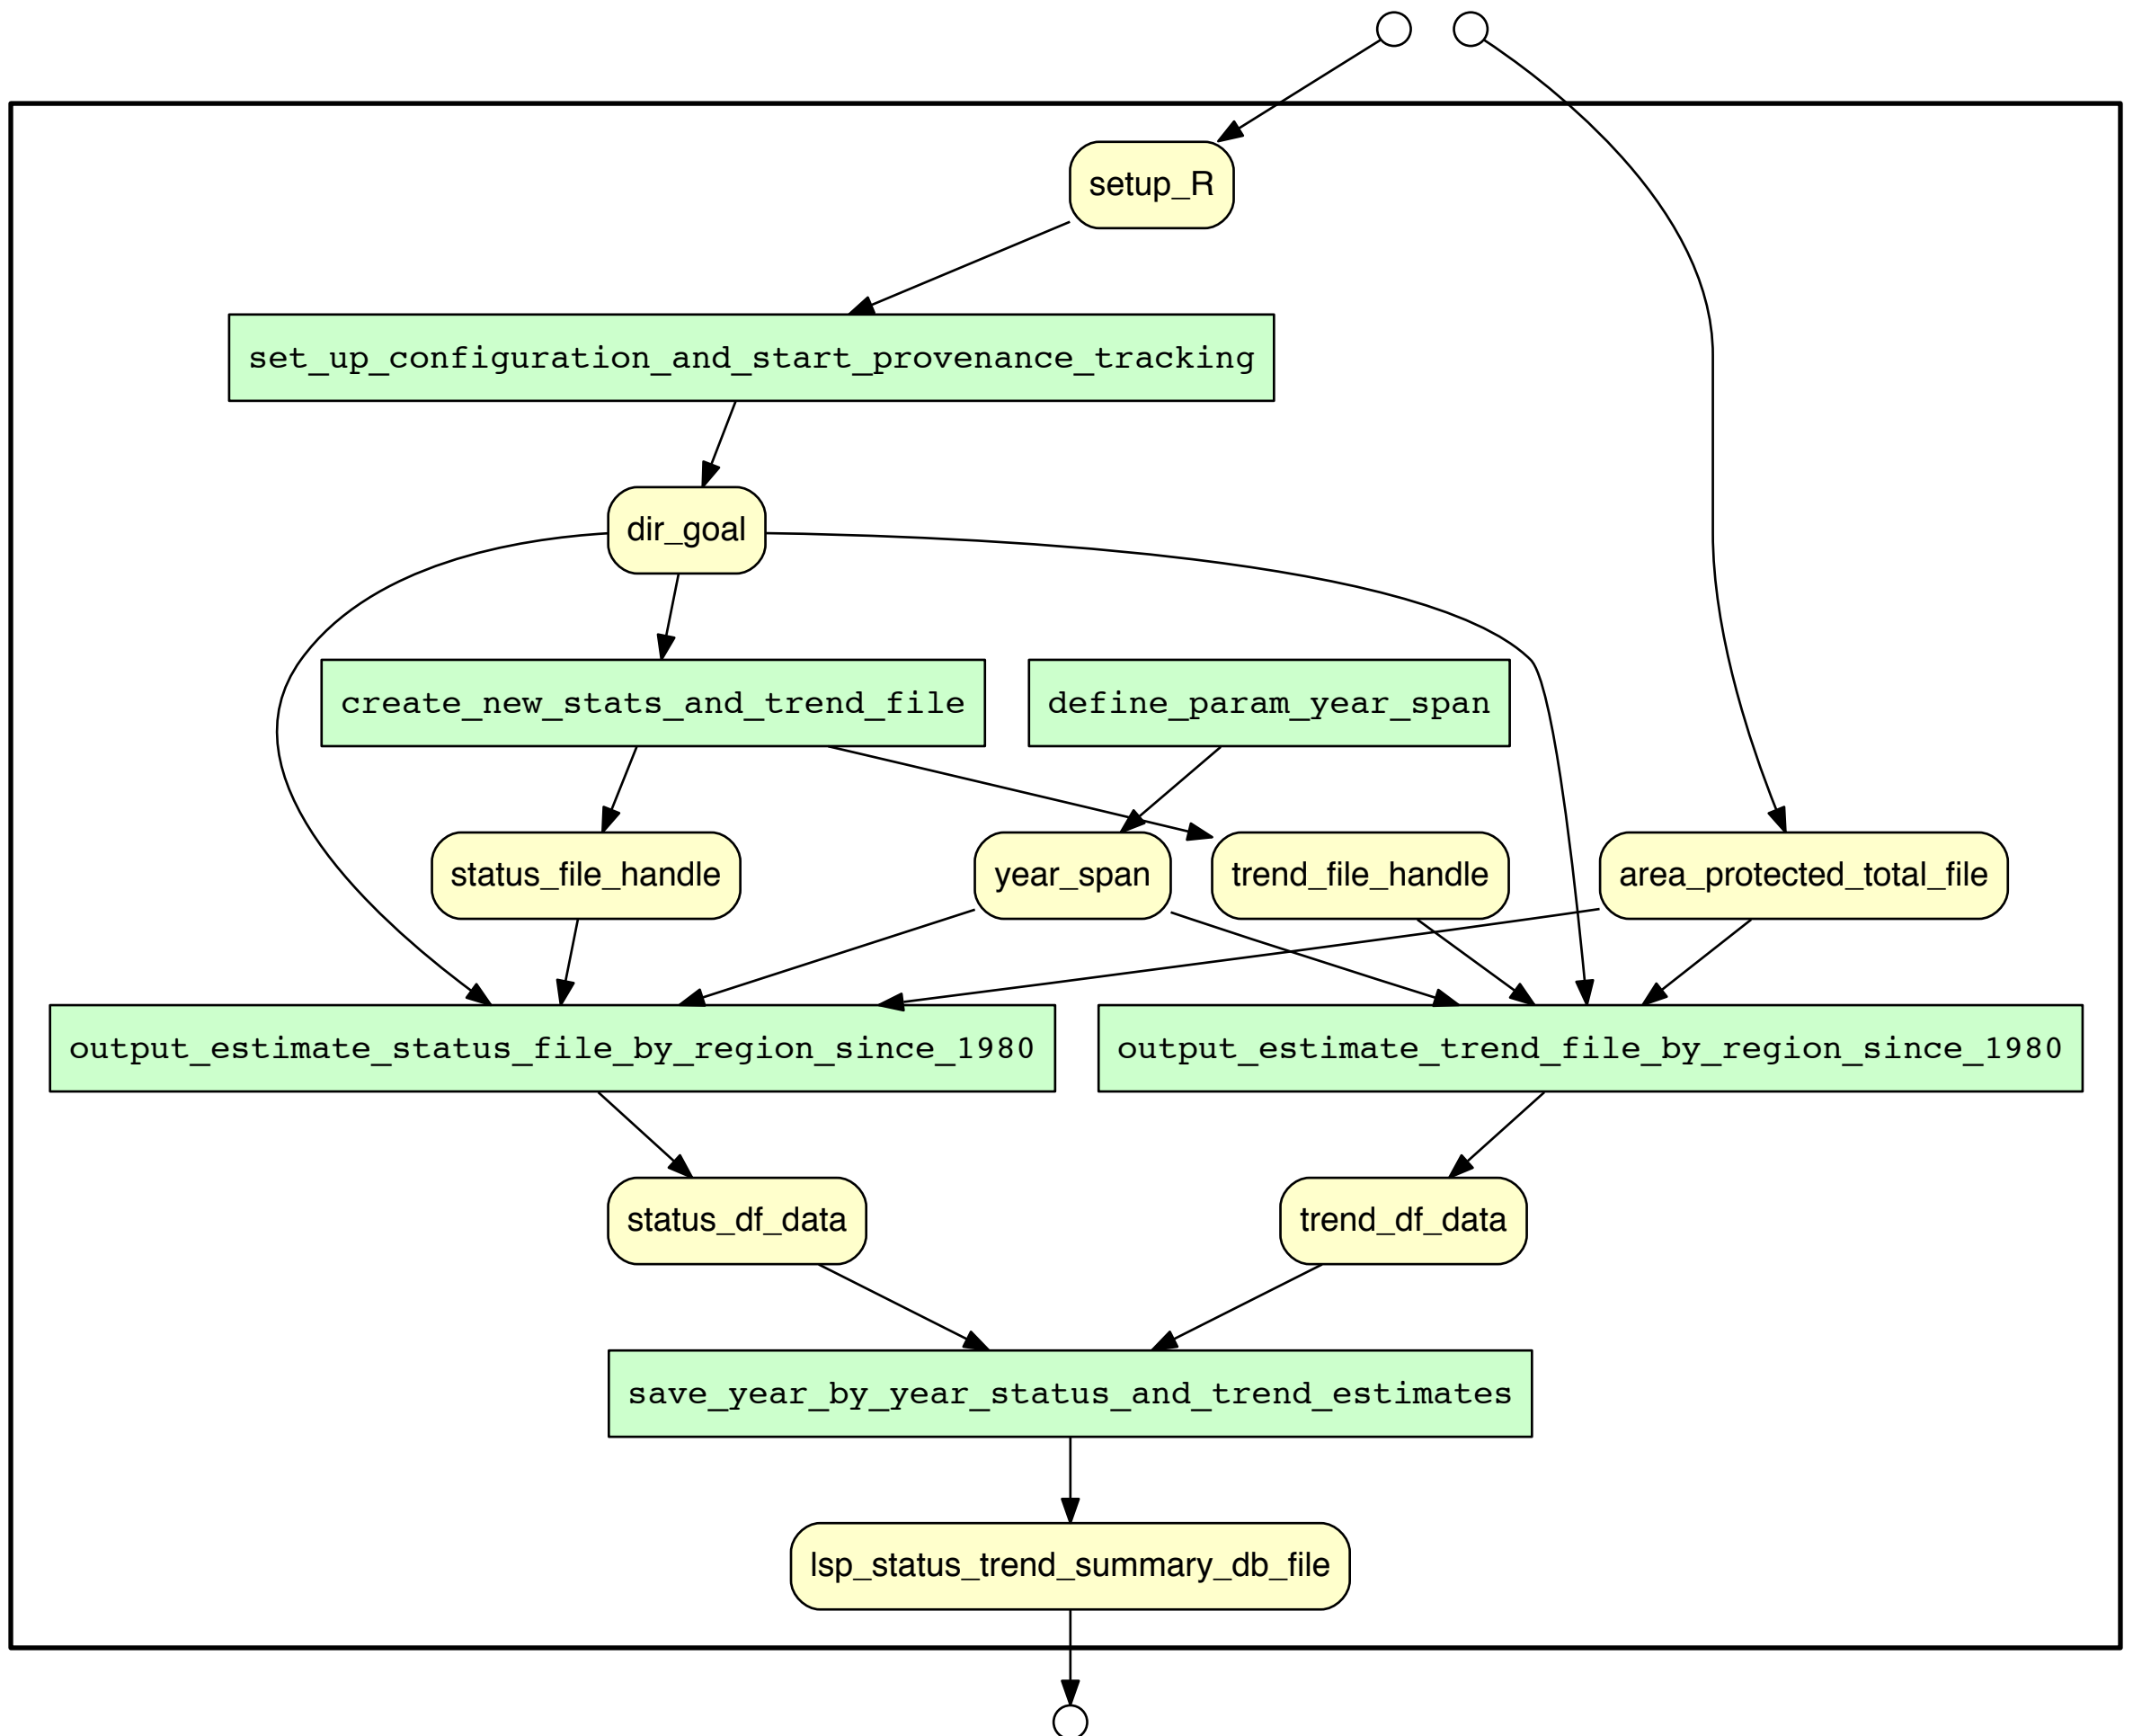 setup_R
set_up_configuration_and_start_provenance_tracking
dir_goal
create_new_stats_and_trend_file
define_param_year_span
status_file_handle
year_span
trend_file_handle
area_protected_total_file
output_estimate_status_file_by_region_since_1980
output_estimate_trend_file_by_region_since_1980
status_df_data
trend_df_data
save_year_by_year_status_and_trend_estimates
lsp_status_trend_summary_db_file